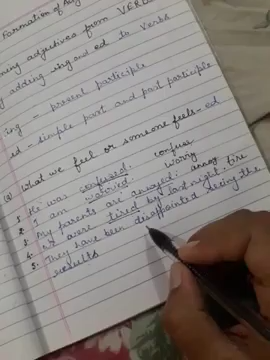 Formation of Adj
ming adjectives from VERB
y adding -ing and -ed to verbs
ing = present participle
ed = simple past and past participle
(a) What we feel or someone feels - ed
1. He was confused. confuse
2. I am worried. worry
3. My parents are annoyed. annoy
4. were tired by last night. tire
5. They have been disappointed seeing the
results